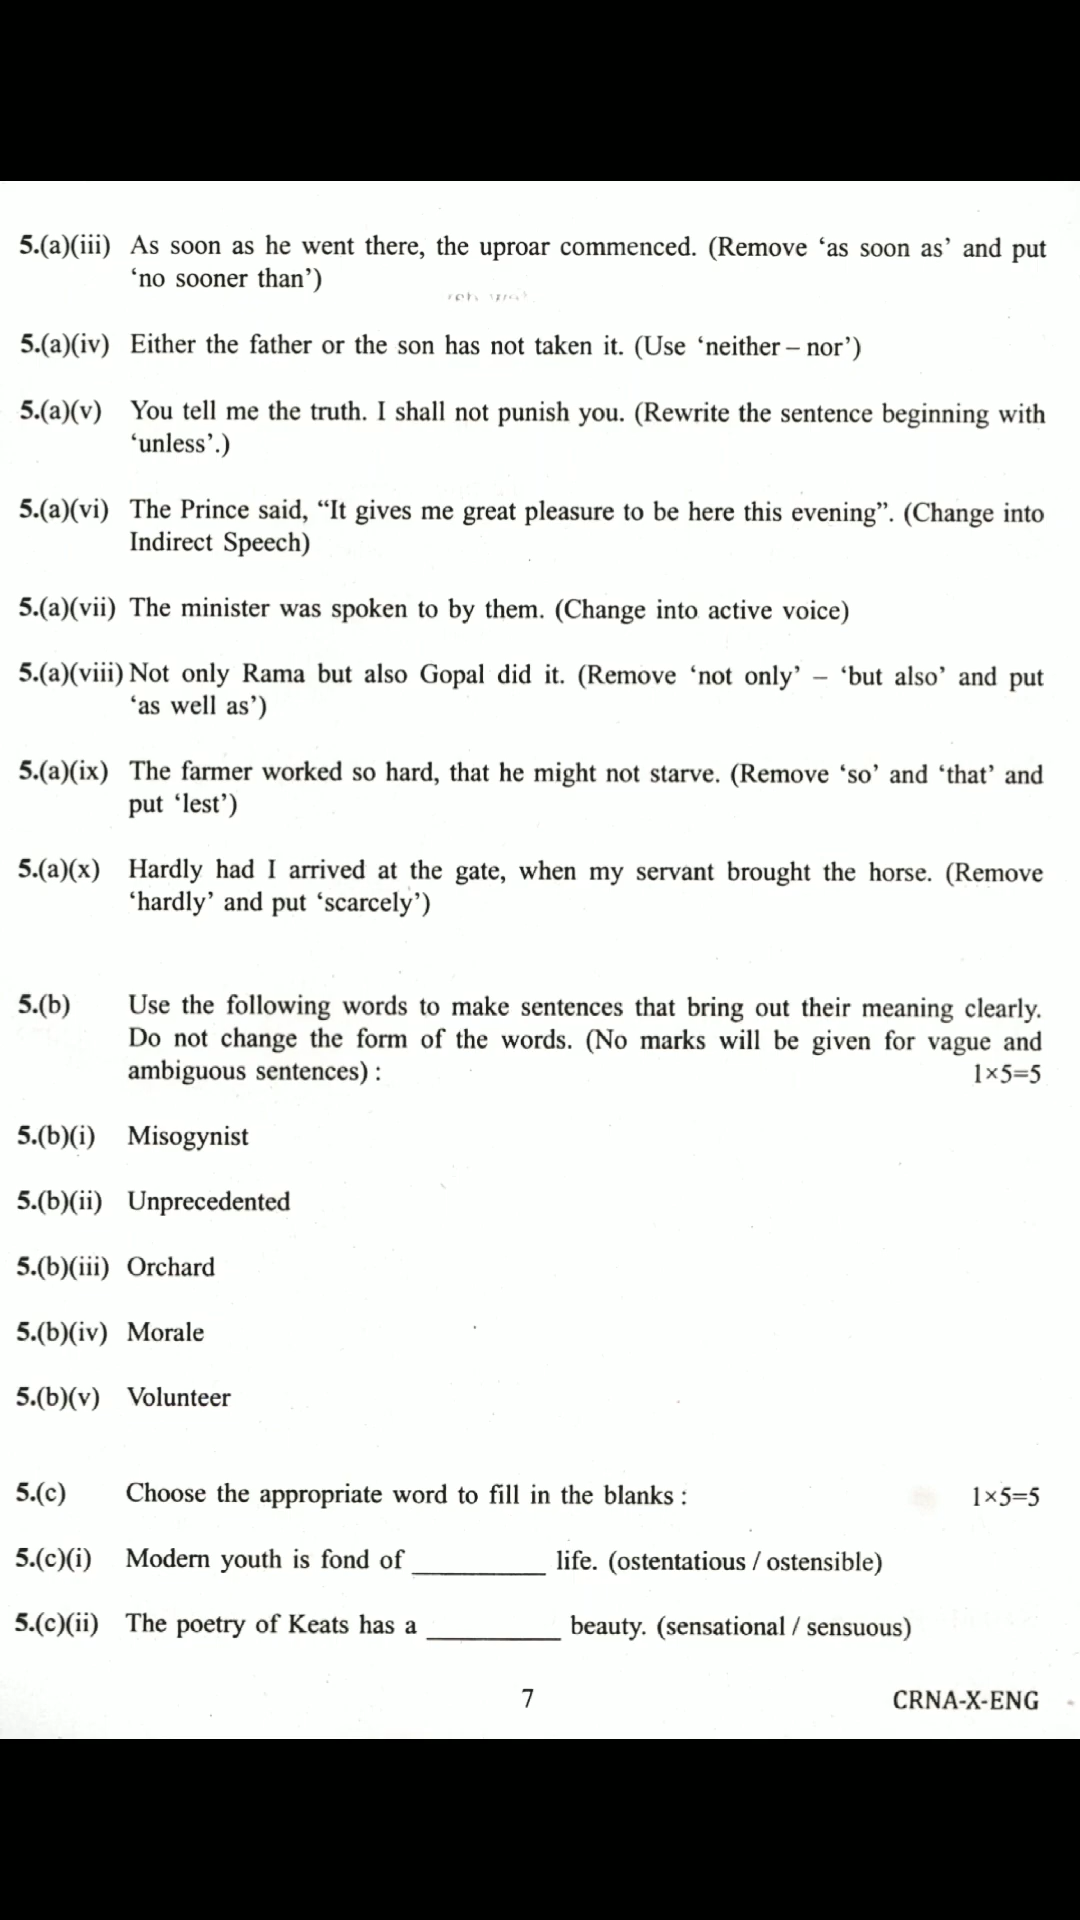 5.(a)(iii) As soon as he went there, the uproar commenced. (Remove ‘as soon as’ and put
‘no sooner than’)
5.(a)(iv) Either the father or the son has not taken it. (Use ‘neither – nor’)
5.(a)(v) You tell me the truth. I shall not punish you. (Rewrite the sentence beginning with
‘unless’.)
5.(a)(vi) The Prince said, “It gives me great pleasure to be here this evening”. (Change into
Indirect Speech)
5.(a)(vii) The minister was spoken to by them. (Change into active voice)
5.(a)(viii) Not only Rama but also Gopal did it. (Remove ‘not only’ – ‘but also’ and put
‘as well as’)
5.(a)(ix) The farmer worked so hard, that he might not starve. (Remove ‘so’ and ‘that’ and
put ‘lest’)
5.(a)(x) Hardly had I arrived at the gate, when my servant brought the horse. (Remove
‘hardly’ and put ‘scarcely’)
5.(b) Use the following words to make sentences that bring out their meaning clearly.
Do not change the form of the words. (No marks will be given for vague and
ambiguous sentences) : 1×5=5
5.(b)(i) Misogynist
5.(b)(ii) Unprecedented
5.(b)(iii) Orchard
5.(b)(iv) Morale
5.(b)(v) Volunteer
5.(c) Choose the appropriate word to fill in the blanks : 1×5=5
5.(c)(i) Modern youth is fond of __________ life. (ostentatious / ostensible)
5.(c)(ii) The poetry of Keats has a __________ beauty. (sensational / sensuous)
7 CRNA-X-ENG